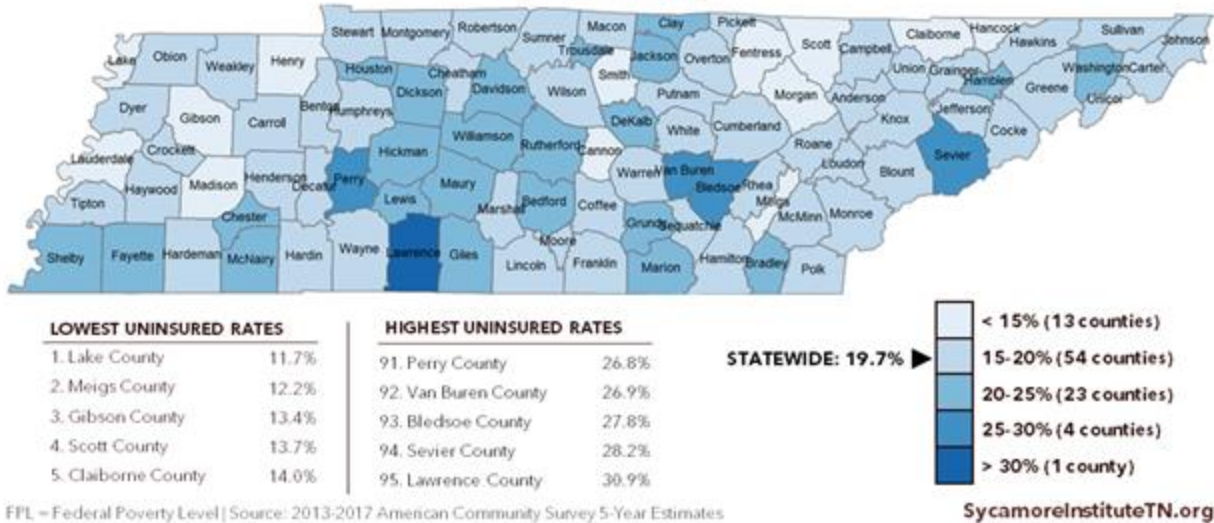 Stewart Montgomery Robertson Sumner Macon Clay Pickett Claiborne Hancock Sullivan Johnson
Lake Obion Weakley Henry Houston Cheatham Trousdale Jackson Overton Fentress Scott Campbell Hawkins
Smith Union Grainger Hamblen Washington Carter
Dyer Gibson Carroll Benton Humphreys Dickson Davidson Wilson Putnam Morgan Anderson Knox Jefferson Greene Unicoi
Crockett Williamson Rutherford DeKalb White Cumberland Cocke
Lauderdale Madison Henderson Decatur Perry Hickman Cannon Roane Loudon Sevier
Tipton Haywood Lewis Maury Warren Van Buren Bledsoe Rhea Meigs Blount
Chester Marshall Bedford Coffee Grundy Sequatchie McMinn Monroe
Shelby Fayette Hardeman McNairy Hardin Wayne Lawrence Giles Lincoln Moore Franklin Marion Hamilton Bradley Polk
LOWEST UNINSURED RATES
1. Lake County 11.7%
2. Meigs County 12.2%
3. Gibson County 13.4%
4. Scott County 13.7%
5. Claiborne County 14.0%
HIGHEST UNINSURED RATES
91. Perry County 26.8%
92. Van Buren County 26.9%
93. Bledsoe County 27.8%
94. Sevier County 28.2%
95. Lawrence County 30.9%
STATEWIDE: 19.7%
< 15% (13 counties)
15-20% (54 counties)
20-25% (23 counties)
25-30% (4 counties)
> 30% (1 county)
FPL = Federal Poverty Level | Source: 2013-2017 American Community Survey 5-Year Estimates
SycamoreInstituteTN.org